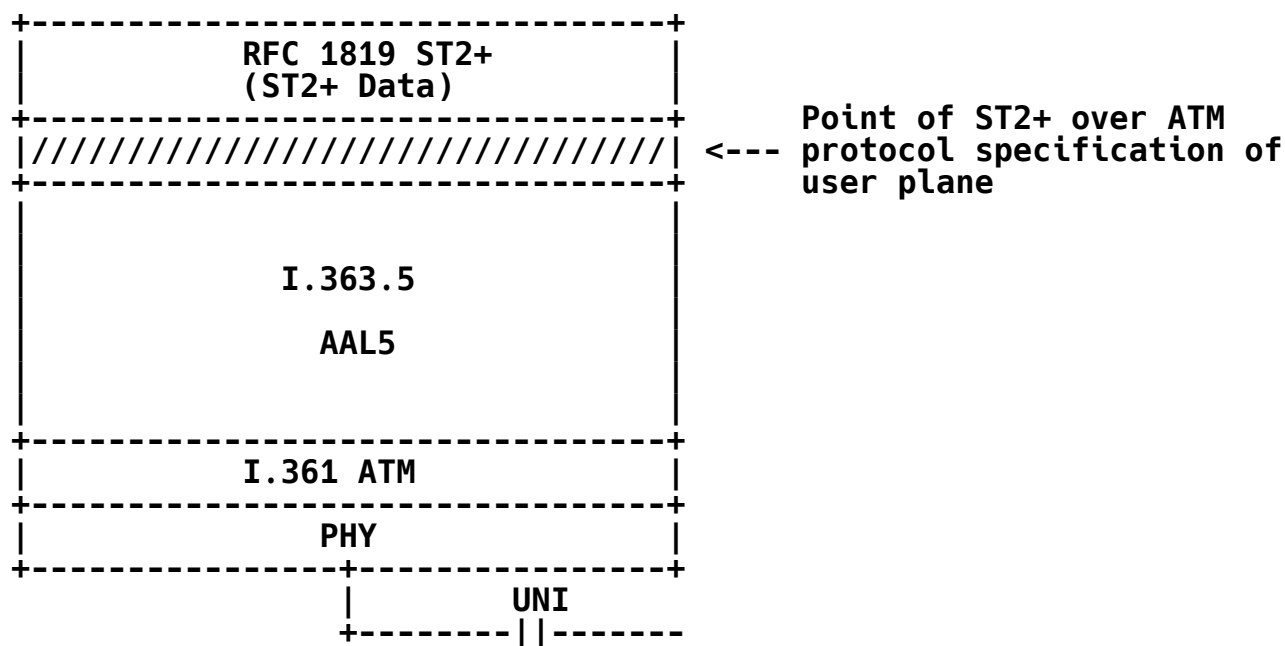 +---------------------------------+
|           RFC 1819 ST2+         |
|           (ST2+ Data)           |
+---------------------------------+      Point of ST2+ over ATM
|/////////////////////////////////| <--- protocol specification of
+---------------------------------+      user plane
|                                 |
|                                 |
|             I.363.5             |
|                                 |
|               AAL5              |
|                                 |
|                                 |
+---------------------------------+
|           I.361 ATM             |
+---------------------------------+
|               PHY               |
+----------------+----------------+
                 |        UNI
                 +--------||-------